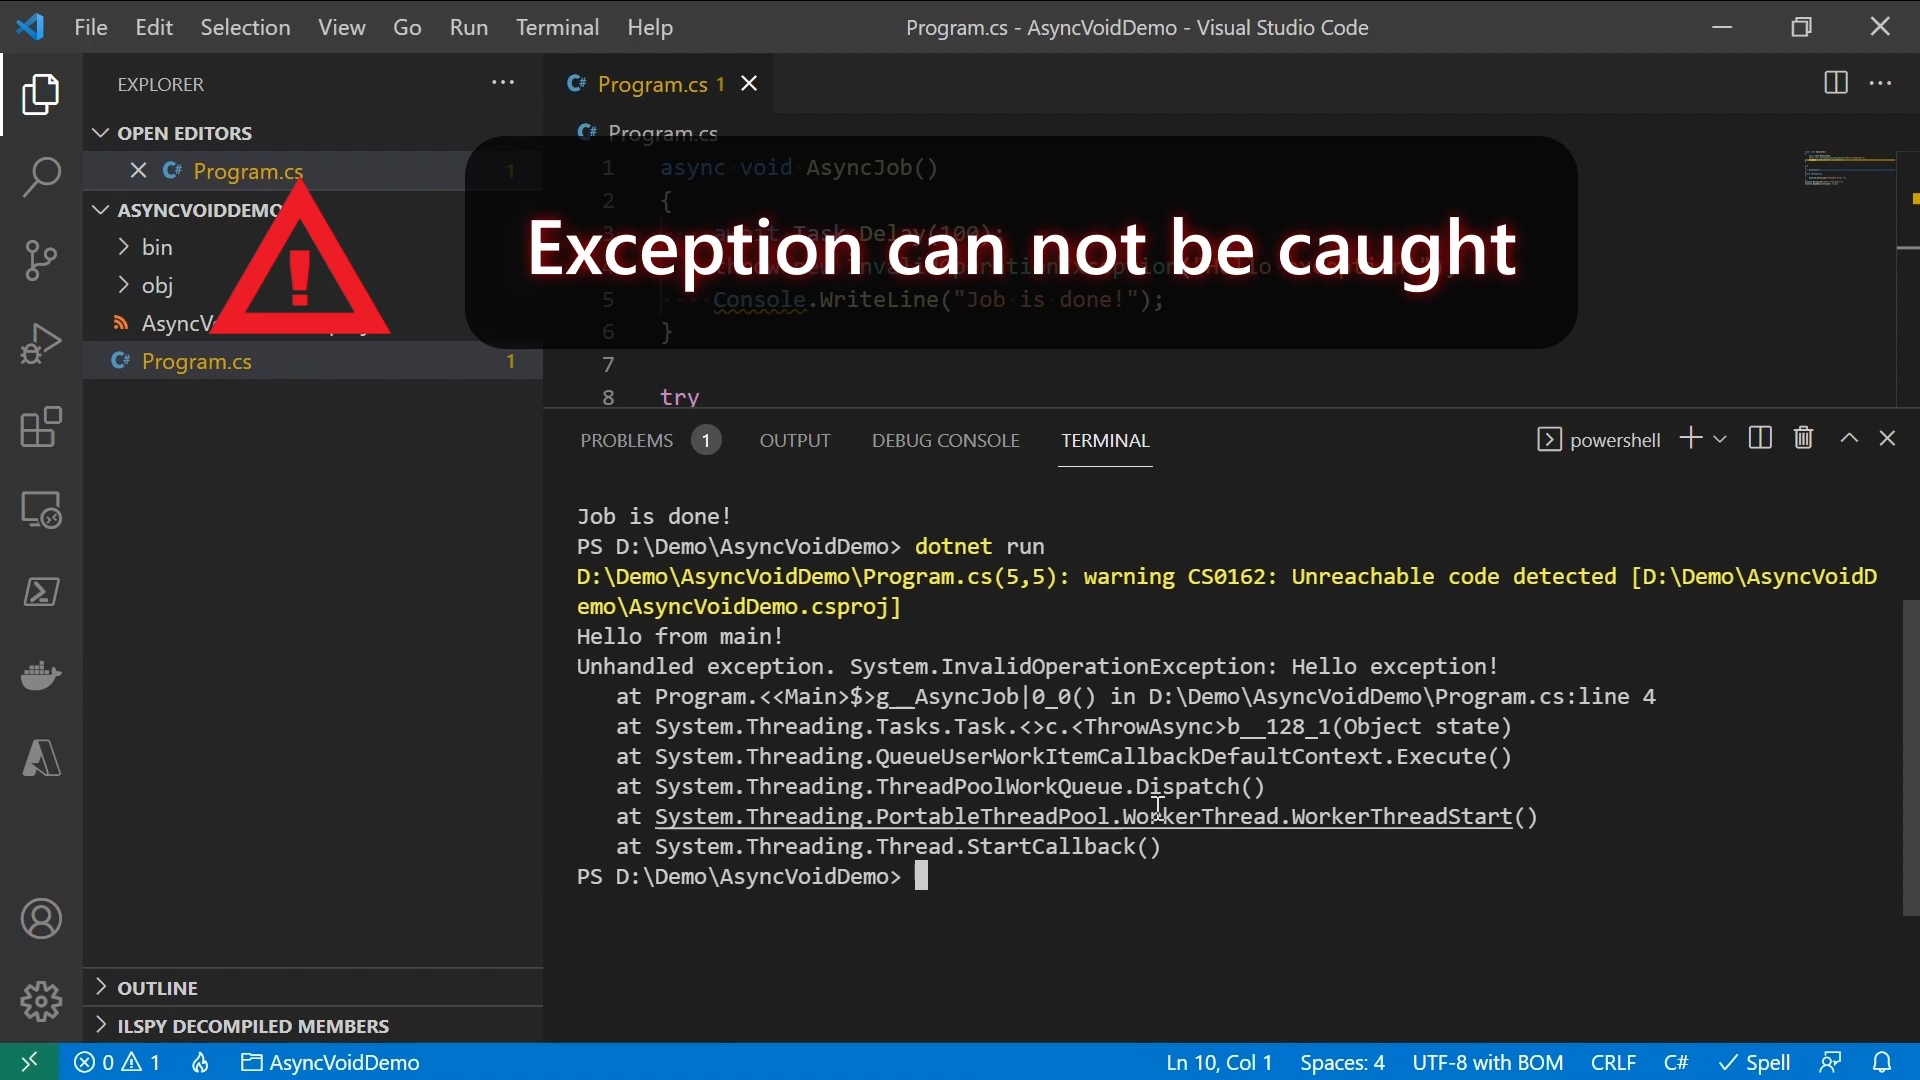 File Edit Selection View Go Run Terminal Help
Program.cs - AsyncVoidDemo - Visual Studio Code
EXPLORER
OPEN EDITORS
Program.cs 1
ASYNCVOIDDEMO
bin
obj
Program.cs 1
OUTLINE
ILSPY DECOMPILED MEMBERS
Program.cs 1
Program.cs
1 async void AsyncJob()
2 {
await Task.Delay(100);
Exception can not be caught
5 Console.WriteLine("Job is done!");
6 }
7
8 try
PROBLEMS 1 OUTPUT DEBUG CONSOLE TERMINAL
powershell
Job is done!
PS D:\Demo\AsyncVoidDemo> dotnet run
D:\Demo\AsyncVoidDemo\Program.cs(5,5): warning CS0162: Unreachable code detected [D:\Demo\AsyncVoidD
emo\AsyncVoidDemo.csproj]
Hello from main!
Unhandled exception. System.InvalidOperationException: Hello exception!
at Program.<<Main>$>g__AsyncJob|0_0() in D:\Demo\AsyncVoidDemo\Program.cs:line 4
at System.Threading.Tasks.Task.<>c.<ThrowAsync>b__128_1(Object state)
at System.Threading.QueueUserWorkItemCallbackDefaultContext.Execute()
at System.Threading.ThreadPoolWorkQueue.Dispatch()
at System.Threading.PortableThreadPool.WorkerThread.WorkerThreadStart()
at System.Threading.Thread.StartCallback()
PS D:\Demo\AsyncVoidDemo>
0 1 AsyncVoidDemo
Ln 10, Col 1 Spaces: 4 UTF-8 with BOM CRLF C# Spell